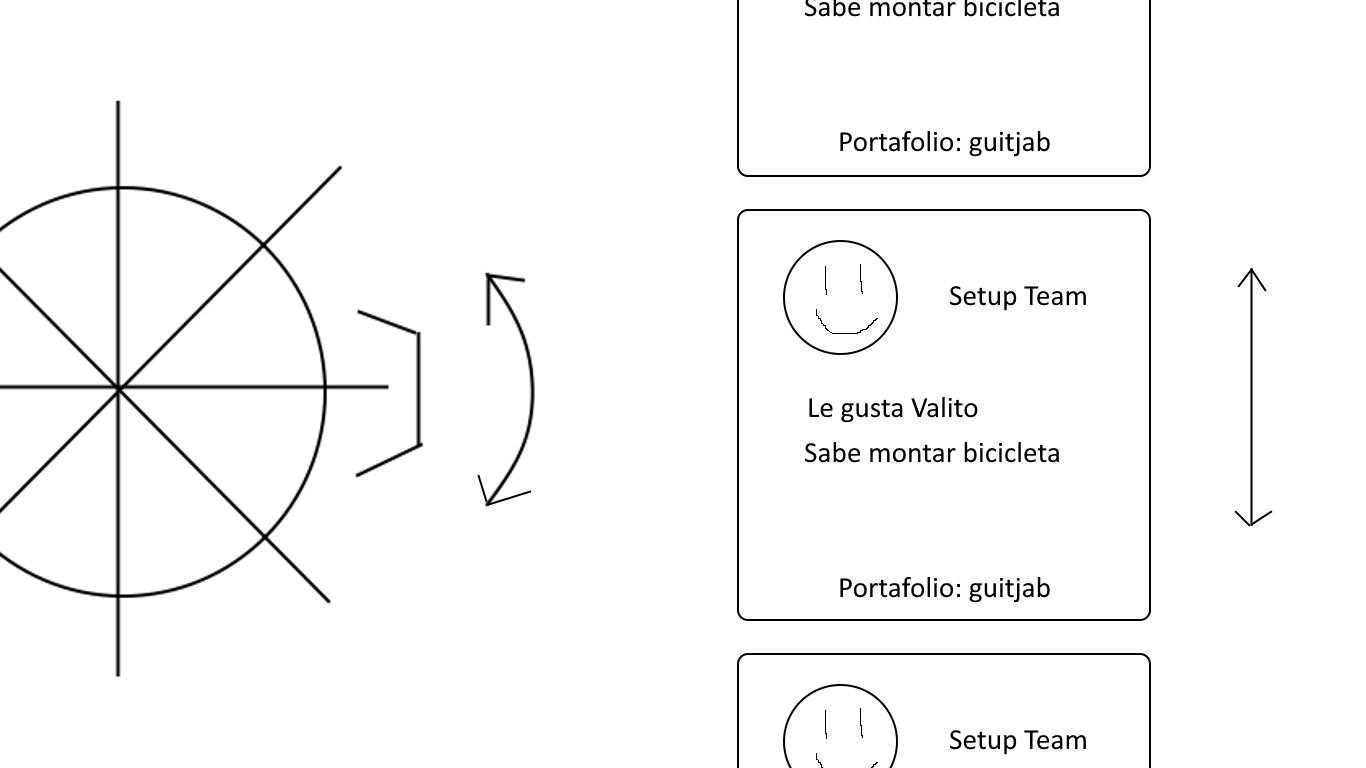 Sabe montar bicicleta
Portafolio: guitjab
Setup Team
Le gusta Valito
Sabe montar bicicleta
Portafolio: guitjab
Setup Team